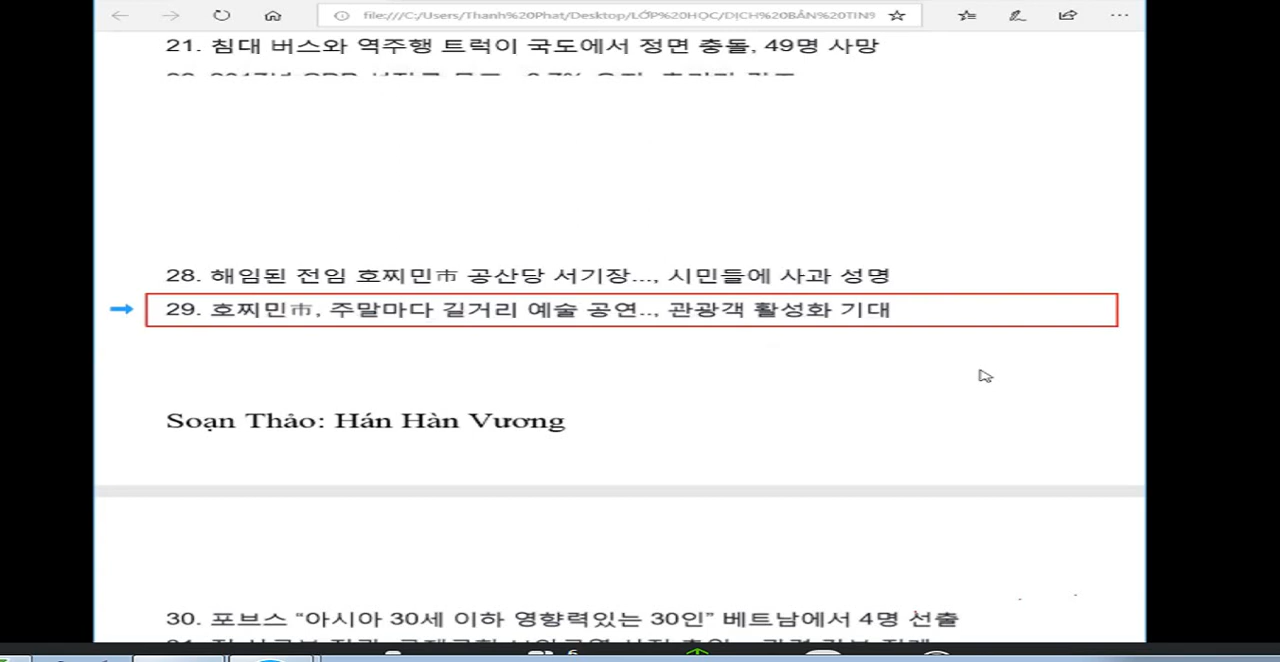 file:///C:/Users/Thanh%20Phat/Desktop/LỚP%20HỌC/DỊCH%20BẢN%20TIN%
21. 침대 버스와 역주행 트럭이 국도에서 정면 충돌, 49명 사망
28. 해임된 전임 호찌민市 공산당 서기장..., 시민들에 사과 성명
29. 호찌민市, 주말마다 길거리 예술 공연.., 관광객 활성화 기대
Soạn Thảo: Hán Hàn Vương
30. 포브스 “아시아 30세 이하 영향력있는 30인” 베트남에서 4명 선출